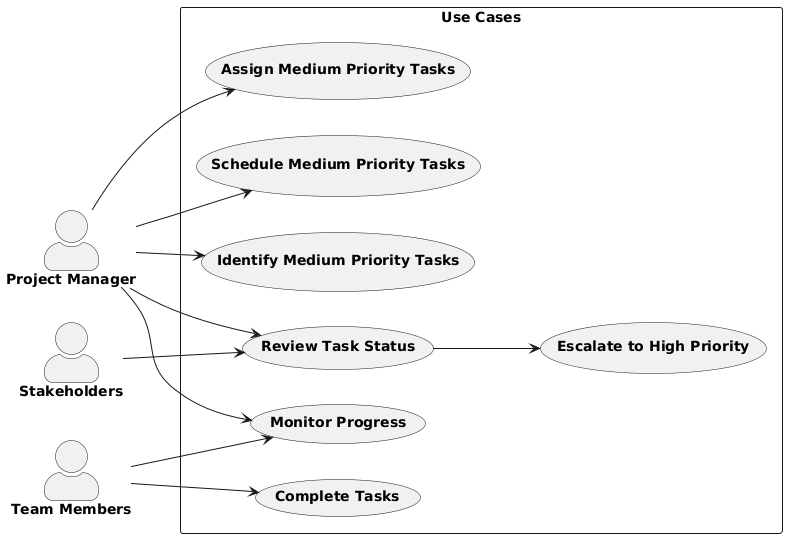 Use Cases
Assign Medium Priority Tasks
Schedule Medium Priority Tasks
Identify Medium Priority Tasks
Project Manager
Review Task Status
Escalate to High Priority
Stakeholders
Monitor Progress
Complete Tasks
Team Members